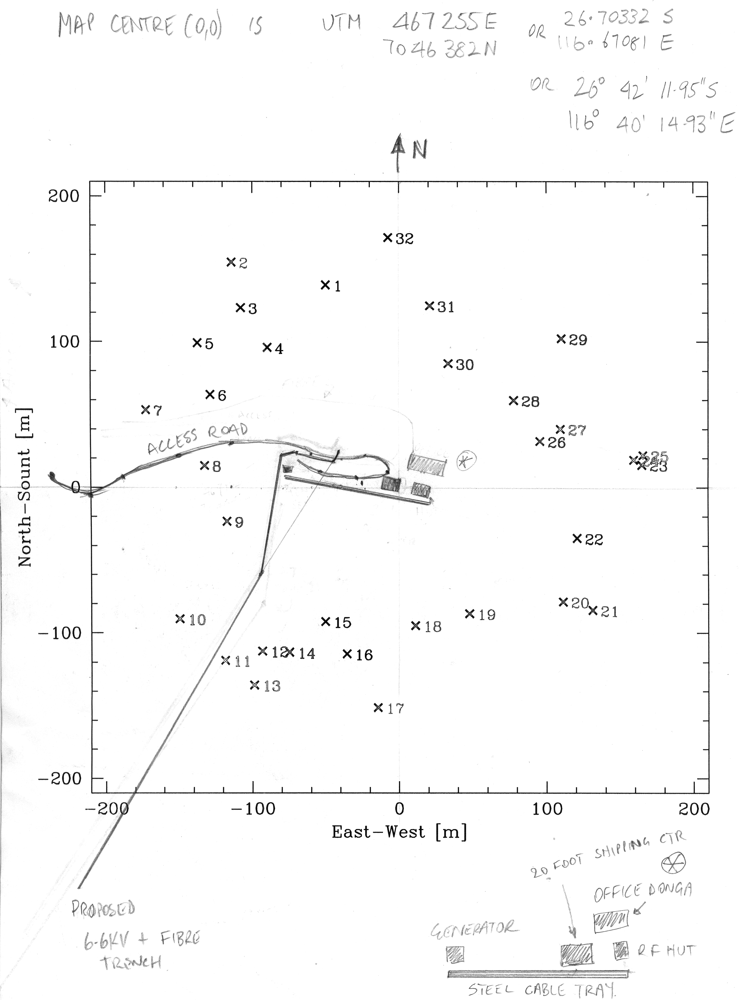 MAP CENTRE (0,0) IS UTM 467255E OR 26.70332 S
7046382N 116.67081 E
OR 26° 42' 11.95"S
116° 40' 14.93"E
N
200
32
2
1
3
31
100
5
4
29
30
6
28
7
ACCESS
ACCESS ROAD
27
26
25
24
23
8
0
North-Sount [m]
9
22
20
21
10
15
19
18
-100
12
14
16
11
13
17
-200
-200 -100 0 100 200
East-West [m]
20 FOOT SHIPPING CTR
OFFICE DONGA
PROPOSED
6.6KV + FIBRE
TRENCH
GENERATOR
RF HUT
STEEL CABLE TRAY.